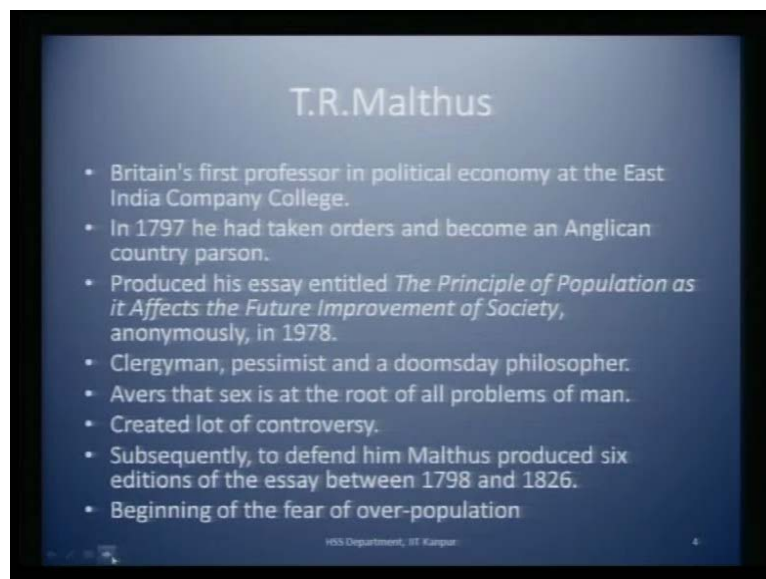 T.R.Malthus
• Britain's first professor in political economy at the East
India Company College.
• In 1797 he had taken orders and become an Anglican
country parson.
• Produced his essay entitled The Principle of Population as
it Affects the Future Improvement of Society,
anonymously, in 1978.
• Clergyman, pessimist and a doomsday philosopher.
• Avers that sex is at the root of all problems of man.
• Created lot of controversy.
• Subsequently, to defend him Malthus produced six
editions of the essay between 1798 and 1826.
• Beginning of the fear of over-population
HSS Department, IIT Kanpur
4